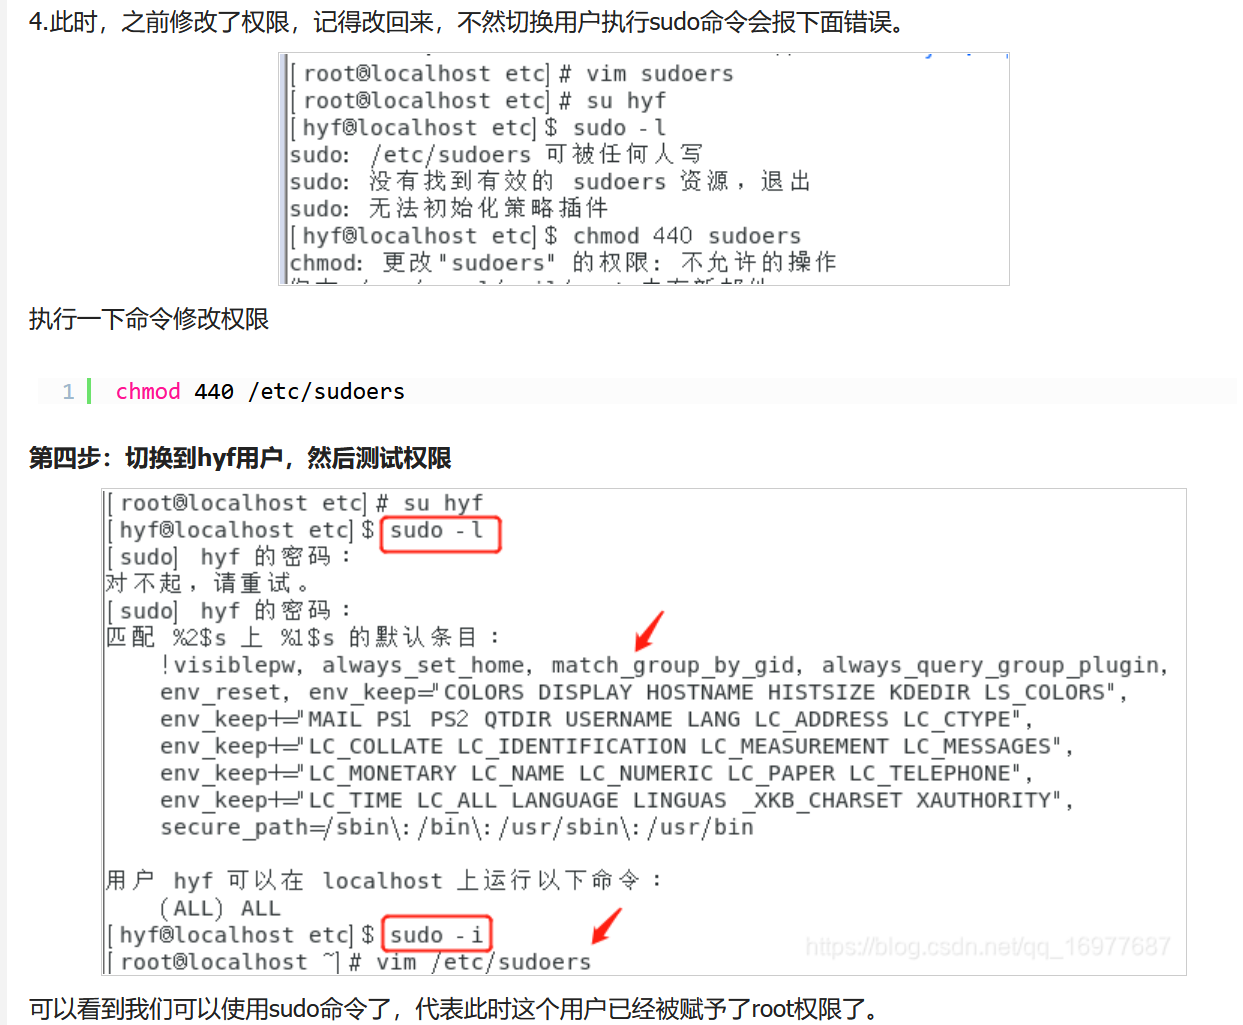 4.此时，之前修改了权限，记得改回来，不然切换用户执行sudo命令会报下面错误。
[root@localhost etc]# vim sudoers
[root@localhost etc]# su hyf
[hyf@localhost etc]$ sudo -l
sudo: /etc/sudoers 可被任何人写
sudo: 没有找到有效的 sudoers 资源，退出
sudo: 无法初始化策略插件
[hyf@localhost etc]$ chmod 440 sudoers
chmod: 更改"sudoers" 的权限: 不允许的操作
执行一下命令修改权限
1 chmod 440 /etc/sudoers
第四步：切换到hyf用户，然后测试权限
[root@localhost etc]# su hyf
[hyf@localhost etc]$ sudo -l
[sudo] hyf 的密码：
对不起，请重试。
[sudo] hyf 的密码：
匹配 %2$s 上 %1$s 的默认条目：
!visiblepw, always_set_home, match_group_by_gid, always_query_group_plugin,
env_reset, env_keep="COLORS DISPLAY HOSTNAME HISTSIZE KDEDIR LS_COLORS",
env_keep+="MAIL PS1 PS2 QTDIR USERNAME LANG LC_ADDRESS LC_CTYPE",
env_keep+="LC_COLLATE LC_IDENTIFICATION LC_MEASUREMENT LC_MESSAGES",
env_keep+="LC_MONETARY LC_NAME LC_NUMERIC LC_PAPER LC_TELEPHONE",
env_keep+="LC_TIME LC_ALL LANGUAGE LINGUAS _XKB_CHARSET XAUTHORITY",
secure_path=/sbin\:/bin\:/usr/sbin\:/usr/bin
用户 hyf 可以在 localhost 上运行以下命令：
(ALL) ALL
[hyf@localhost etc]$ sudo -i
[root@localhost ~]# vim /etc/sudoers
https://blog.csdn.net/qq_16977687
可以看到我们可以使用sudo命令了，代表此时这个用户已经被赋予了root权限了。